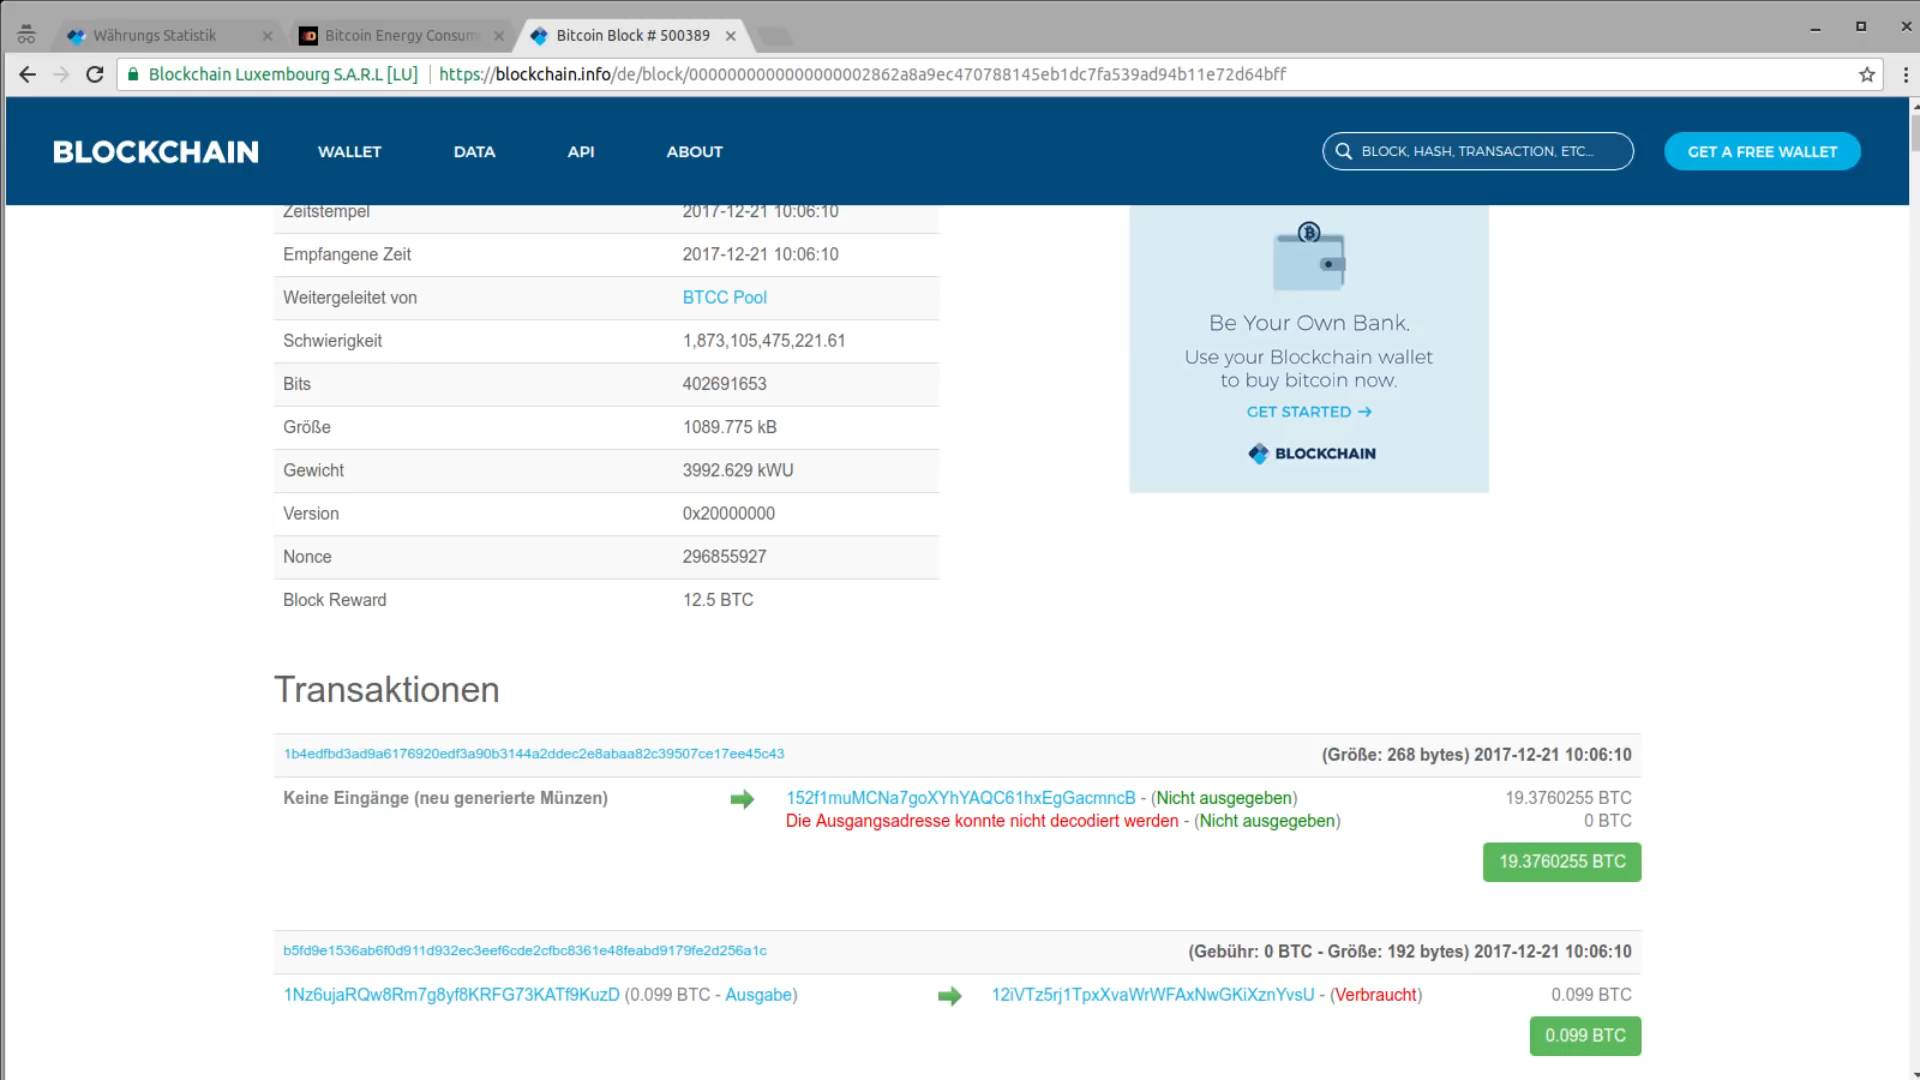 Währungs Statistik
Bitcoin Energy Consum
Bitcoin Block # 500389
Blockchain Luxembourg S.A.R.L [LU]
https://blockchain.info/de/block/0000000000000000002862a8a9ec470788145eb1dc7fa539ad94b11e72d64bff
BLOCKCHAIN
WALLET
DATA
API
ABOUT
BLOCK, HASH, TRANSACTION, ETC...
GET A FREE WALLET
Zeitstempel 2017-12-21 10:06:10
Empfangene Zeit 2017-12-21 10:06:10
Weitergeleitet von BTCC Pool
Schwierigkeit 1,873,105,475,221.61
Bits 402691653
Größe 1089.775 kB
Gewicht 3992.629 kWU
Version 0x20000000
Nonce 296855927
Block Reward 12.5 BTC
Be Your Own Bank.
Use your Blockchain wallet
to buy bitcoin now.
GET STARTED →
BLOCKCHAIN
Transaktionen
1b4edfbd3ad9a6176920edf3a90b3144a2ddec2e8abaa82c39507ce17ee45c43 (Größe: 268 bytes) 2017-12-21 10:06:10
Keine Eingänge (neu generierte Münzen) 152f1muMCNa7goXYhYAQC61hxEgGacmncB - (Nicht ausgegeben) 19.3760255 BTC
Die Ausgangsadresse konnte nicht decodiert werden - (Nicht ausgegeben) 0 BTC
19.3760255 BTC
b5fd9e1536ab6f0d911d932ec3eef6cde2cfbc8361e48feabd9179fe2d256a1c (Gebühr: 0 BTC - Größe: 192 bytes) 2017-12-21 10:06:10
1Nz6ujaRQw8Rm7g8yf8KRFG73KATf9KuzD (0.099 BTC - Ausgabe) 12iVTz5rj1TpxXvaWrWFAxNwGKiXznYvsU - (Verbraucht) 0.099 BTC
0.099 BTC